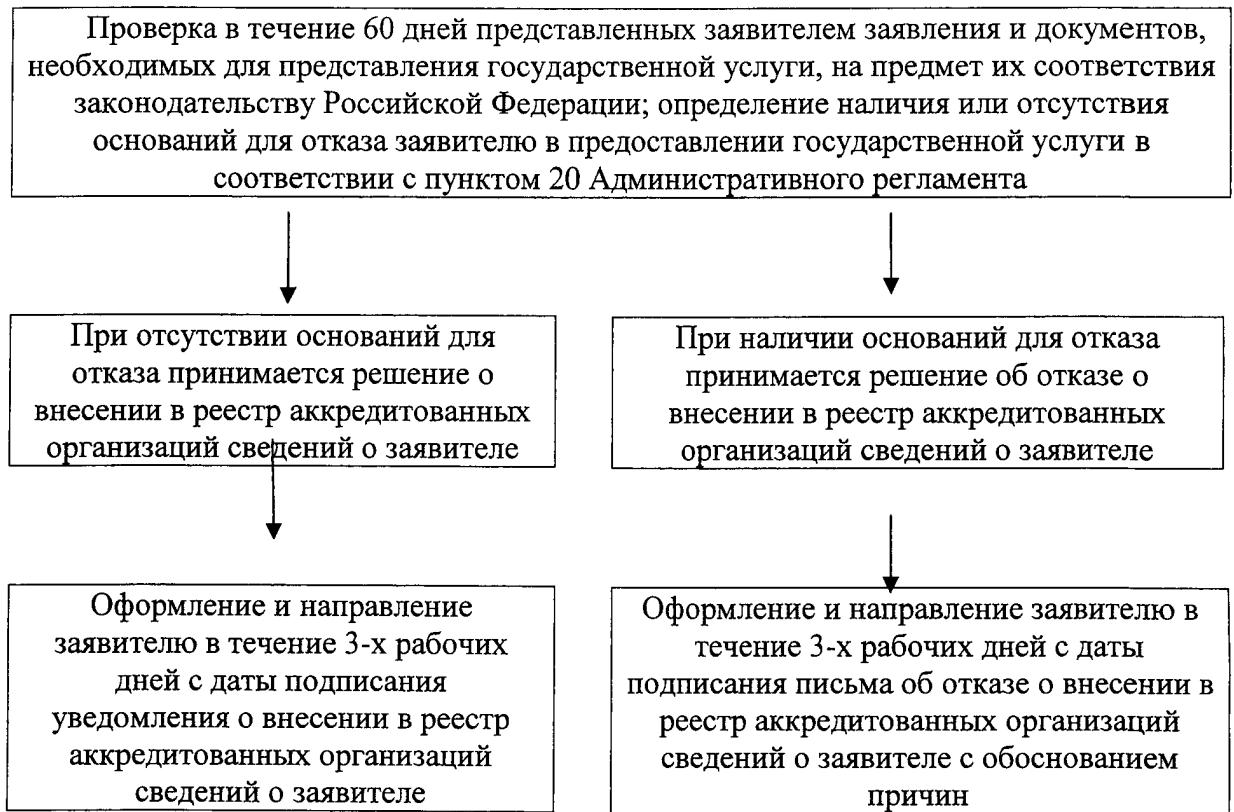 Проверка в течение 60 дней представленных заявителем заявления и документов,
необходимых для представления государственной услуги, на предмет их соответствия
законодательству Российской Федерации; определение наличия или отсутствия
оснований для отказа заявителю в предоставлении государственной услуги в
соответствии с пунктом 20 Административного регламента
При отсутствии оснований для
отказа принимается решение о
внесении в реестр аккредитованных
организаций сведений о заявителе
При наличии оснований для отказа
принимается решение об отказе о
внесении в реестр аккредитованных
организаций сведений о заявителе
Оформление и направление
заявителю в течение 3-х рабочих
дней с даты подписания
уведомления о внесении в реестр
аккредитованных организаций
сведений о заявителе
Оформление и направление заявителю в
течение 3-х рабочих дней с даты
подписания письма об отказе о внесении в
реестр аккредитованных организаций
сведений о заявителе с обоснованием
причин